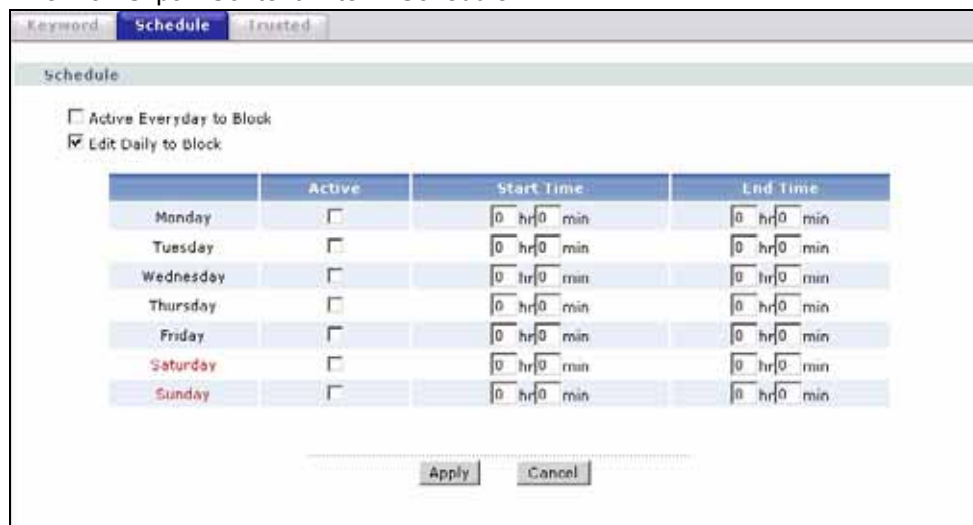 Keyword Schedule Trusted
Schedule
Active Everyday to Block
Edit Daily to Block
Active Start Time End Time
Monday 0 hr 0 min 0 hr 0 min
Tuesday 0 hr 0 min 0 hr 0 min
Wednesday 0 hr 0 min 0 hr 0 min
Thursday 0 hr 0 min 0 hr 0 min
Friday 0 hr 0 min 0 hr 0 min
Saturday 0 hr 0 min 0 hr 0 min
Sunday 0 hr 0 min 0 hr 0 min
Apply Cancel